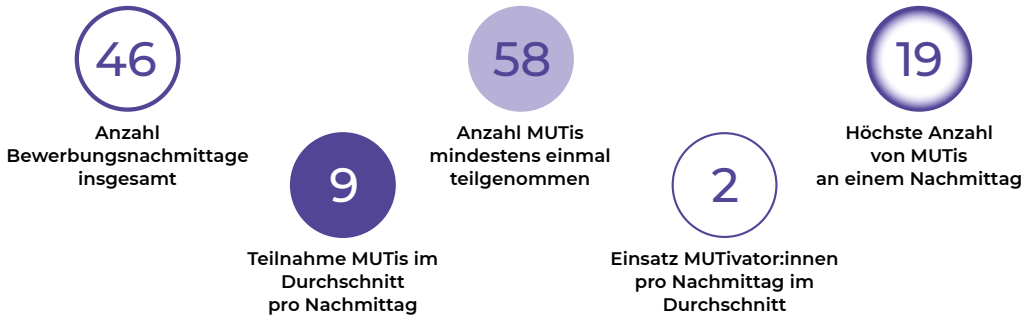 46
Anzahl
Bewerbungsnachmittage
insgesamt
9
Teilnahme MUTis im
Durchschnitt
pro Nachmittag
58
Anzahl MUTis
mindestens einmal
teilgenommen
2
Einsatz MUTivator:innen
pro Nachmittag im
Durchschnitt
19
Höchste Anzahl
von MUTis
an einem Nachmittag